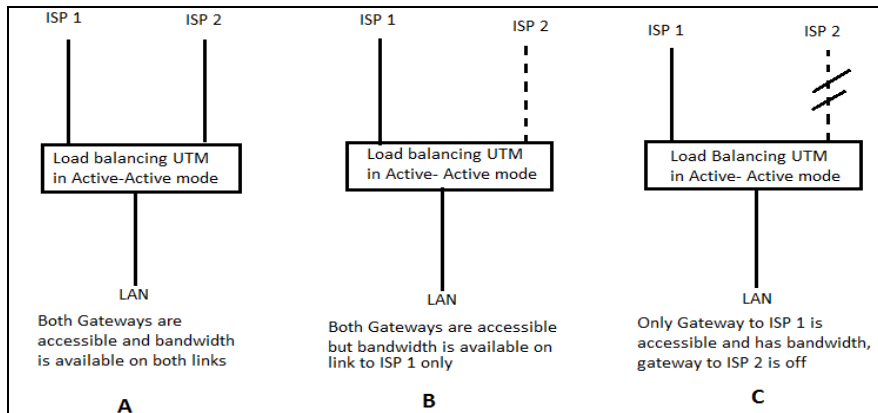 ISP 1
ISP 2
Load balancing UTM
in Active-Active mode
LAN
Both Gateways are
accessible and bandwidth
is available on both links
A
ISP 1
ISP 2
Load balancing UTM
in Active- Active mode
LAN
Both Gateways are accessible
but bandwidth is available on
link to ISP 1 only
B
ISP 1
ISP 2
Load Balancing UTM
in Active- Active mode
LAN
Only Gateway to ISP 1 is
accessible and has bandwidth,
gateway to ISP 2 is off
C